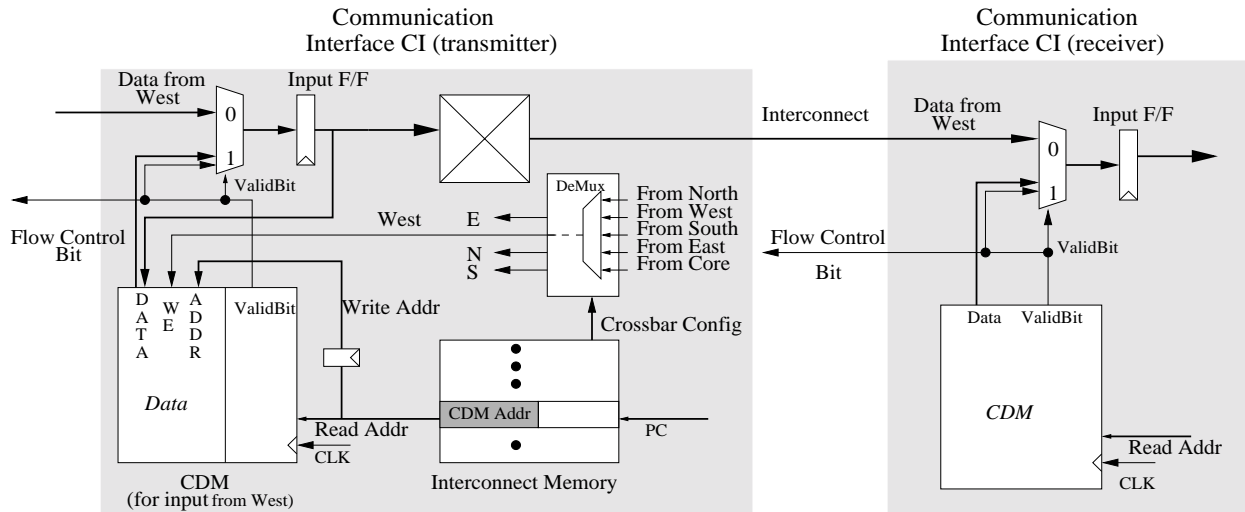 Communication
Interface CI (transmitter)
Communication
Interface CI (receiver)
Data from
West
Input F/F
0
1
ValidBit
Interconnect
Data from
West
Input F/F
0
1
ValidBit
DeMux
From North
From West
From South
From East
From Core
West
E
N
S
Flow Control
Bit
Flow Control
Bit
DATA
WE
ADDR
ValidBit
Write Addr
Crossbar Config
Data
Read Addr
CLK
CDM Addr
PC
CDM
(for input from West)
Interconnect Memory
Data
ValidBit
CDM
Read Addr
CLK